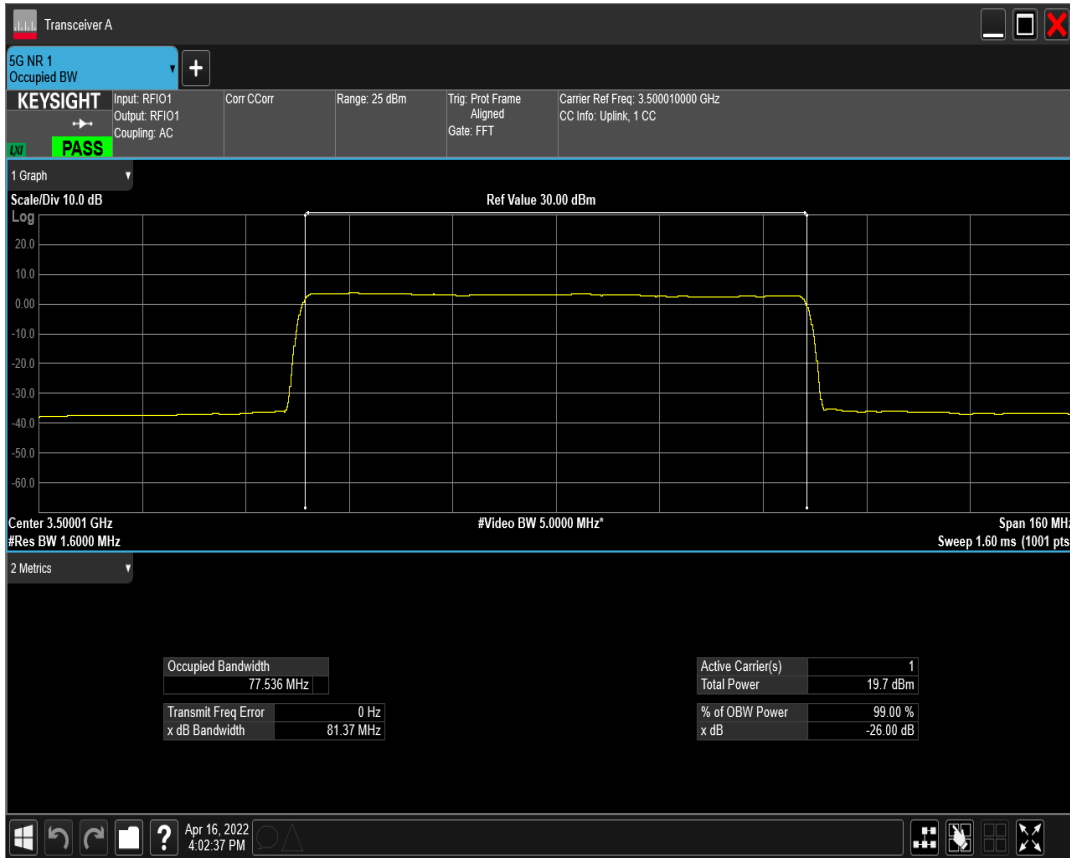 Transceiver A
5G NR 1
Occupied BW
+
KEYSIGHT
LXI
PASS
Input: RFIO1
Output: RFIO1
Coupling: AC
Corr CCorr
Range: 25 dBm
Trig: Prot Frame
Aligned
Gate: FFT
Carrier Ref Freq: 3.500010000 GHz
CC Info: Uplink, 1 CC
1 Graph
Scale/Div 10.0 dB
Ref Value 30.00 dBm
Log
20.0
10.0
0.00
-10.0
-20.0
-30.0
-40.0
-50.0
-60.0
Center 3.50001 GHz
#Video BW 5.0000 MHz*
Span 160 MHz
#Res BW 1.6000 MHz
Sweep 1.60 ms (1001 pts
2 Metrics
Occupied Bandwidth
77.536 MHz
Transmit Freq Error 0 Hz
x dB Bandwidth 81.37 MHz
Active Carrier(s) 1
Total Power 19.7 dBm
% of OBW Power 99.00 %
x dB -26.00 dB
?
Apr 16, 2022
4:02:37 PM